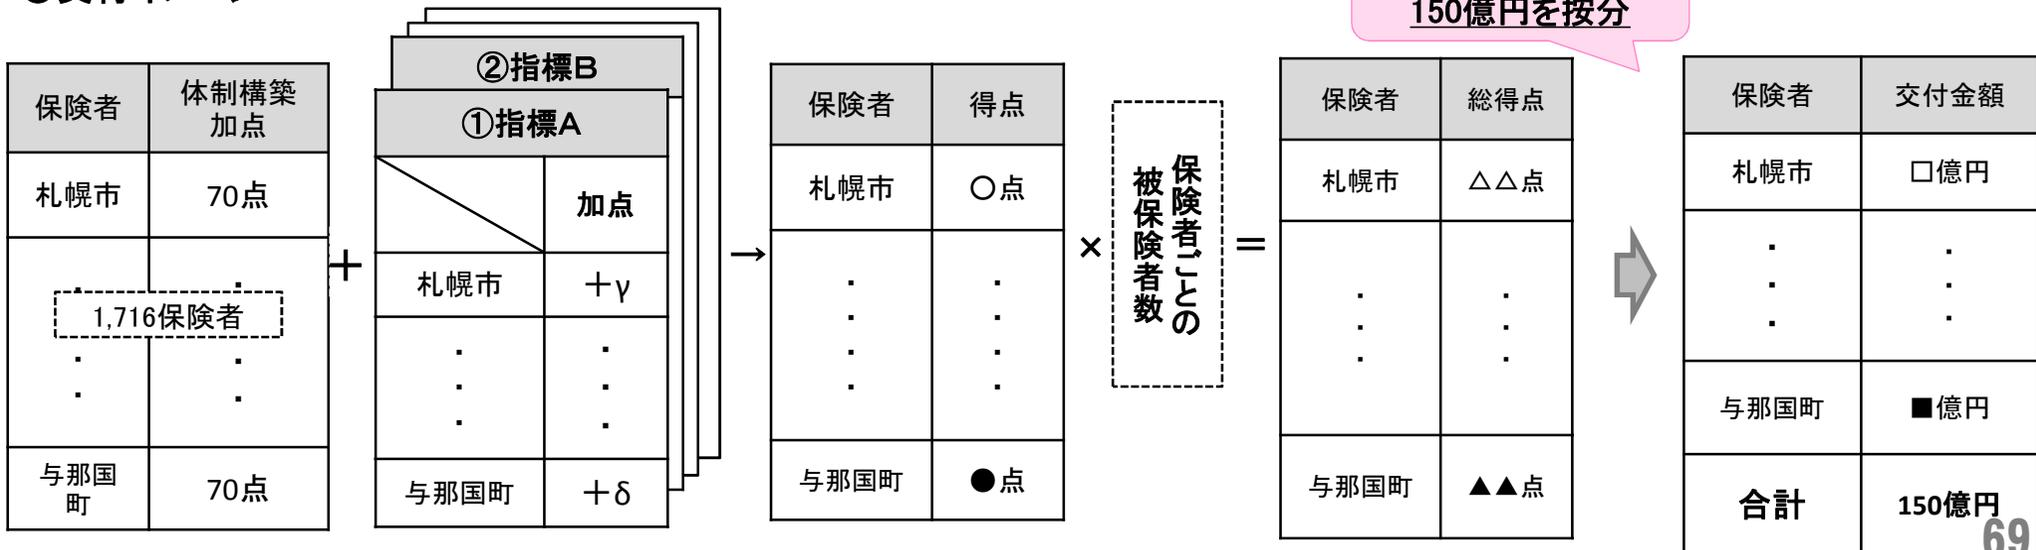 150億円を按分
保険者 体制構築
加点
札幌市 70点
1,716保険者
与那国
町 70点
＋
②指標B
①指標A
加点
札幌市 ＋γ
与那国町 ＋δ
→
保険者 得点
札幌市 ○点
与那国町 ●点
×
保険者ごとの
被保険者数
＝
保険者 総得点
札幌市 △△点
与那国町 ▲▲点
保険者 交付金額
札幌市 □億円
与那国町 ■億円
合計 150億円
69